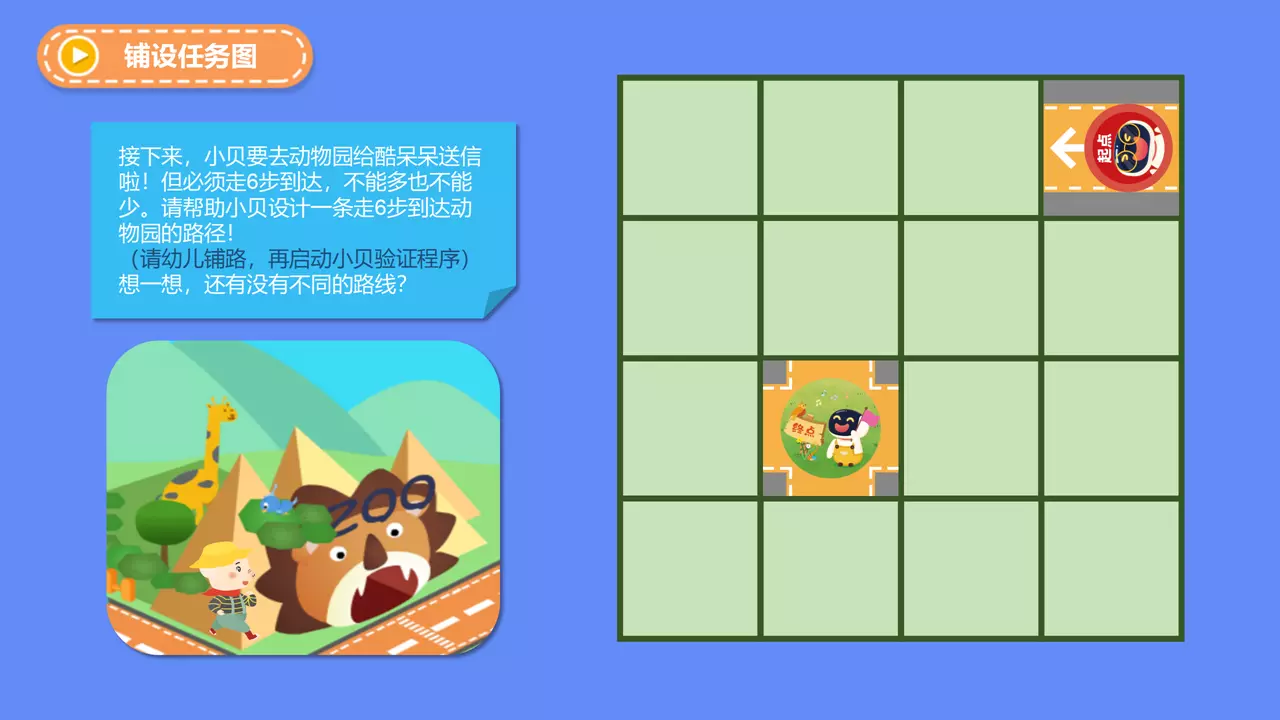 铺设任务图
接下来，小贝要去动物园给酷呆呆送信
啦！但必须走6步到达，不能多也不能
少。请帮助小贝设计一条走6步到达动
物园的路径！
（请幼儿铺路，再启动小贝验证程序）
想一想，还有没有不同的路线？
起点
终点
ZOO